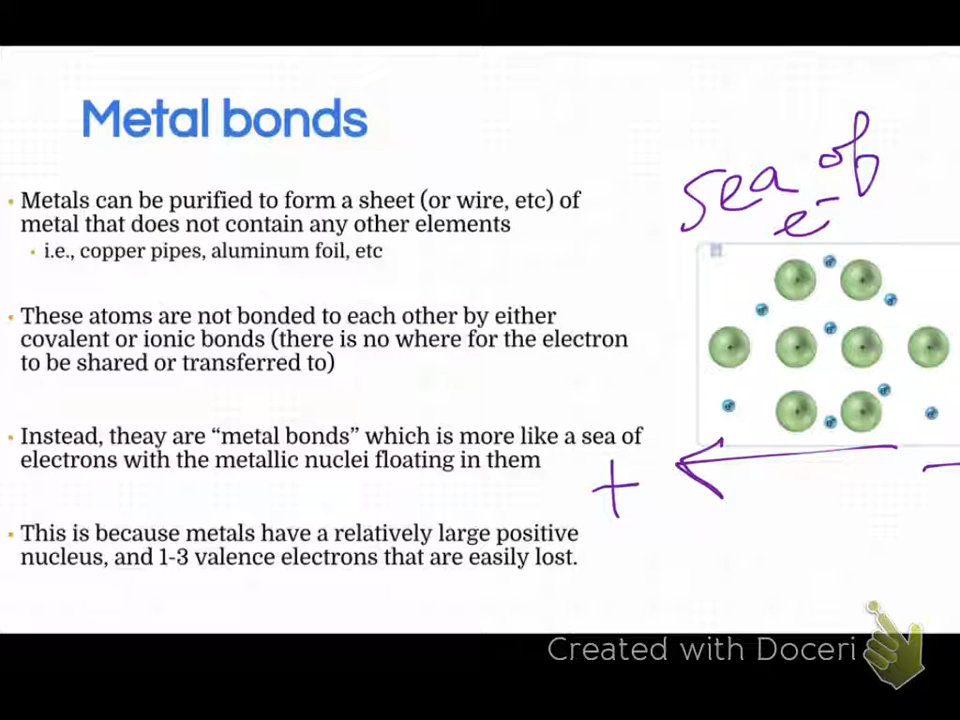 Metal bonds
Metals can be purified to form a sheet (or wire, etc) of
metal that does not contain any other elements
i.e., copper pipes, aluminum foil, etc
These atoms are not bonded to each other by either
covalent or ionic bonds (there is no where for the electron
to be shared or transferred to)
Instead, theay are “metal bonds” which is more like a sea of
electrons with the metallic nuclei floating in them
This is because metals have a relatively large positive
nucleus, and 1-3 valence electrons that are easily lost.
sea of
e-
+
-
Created with Doceri